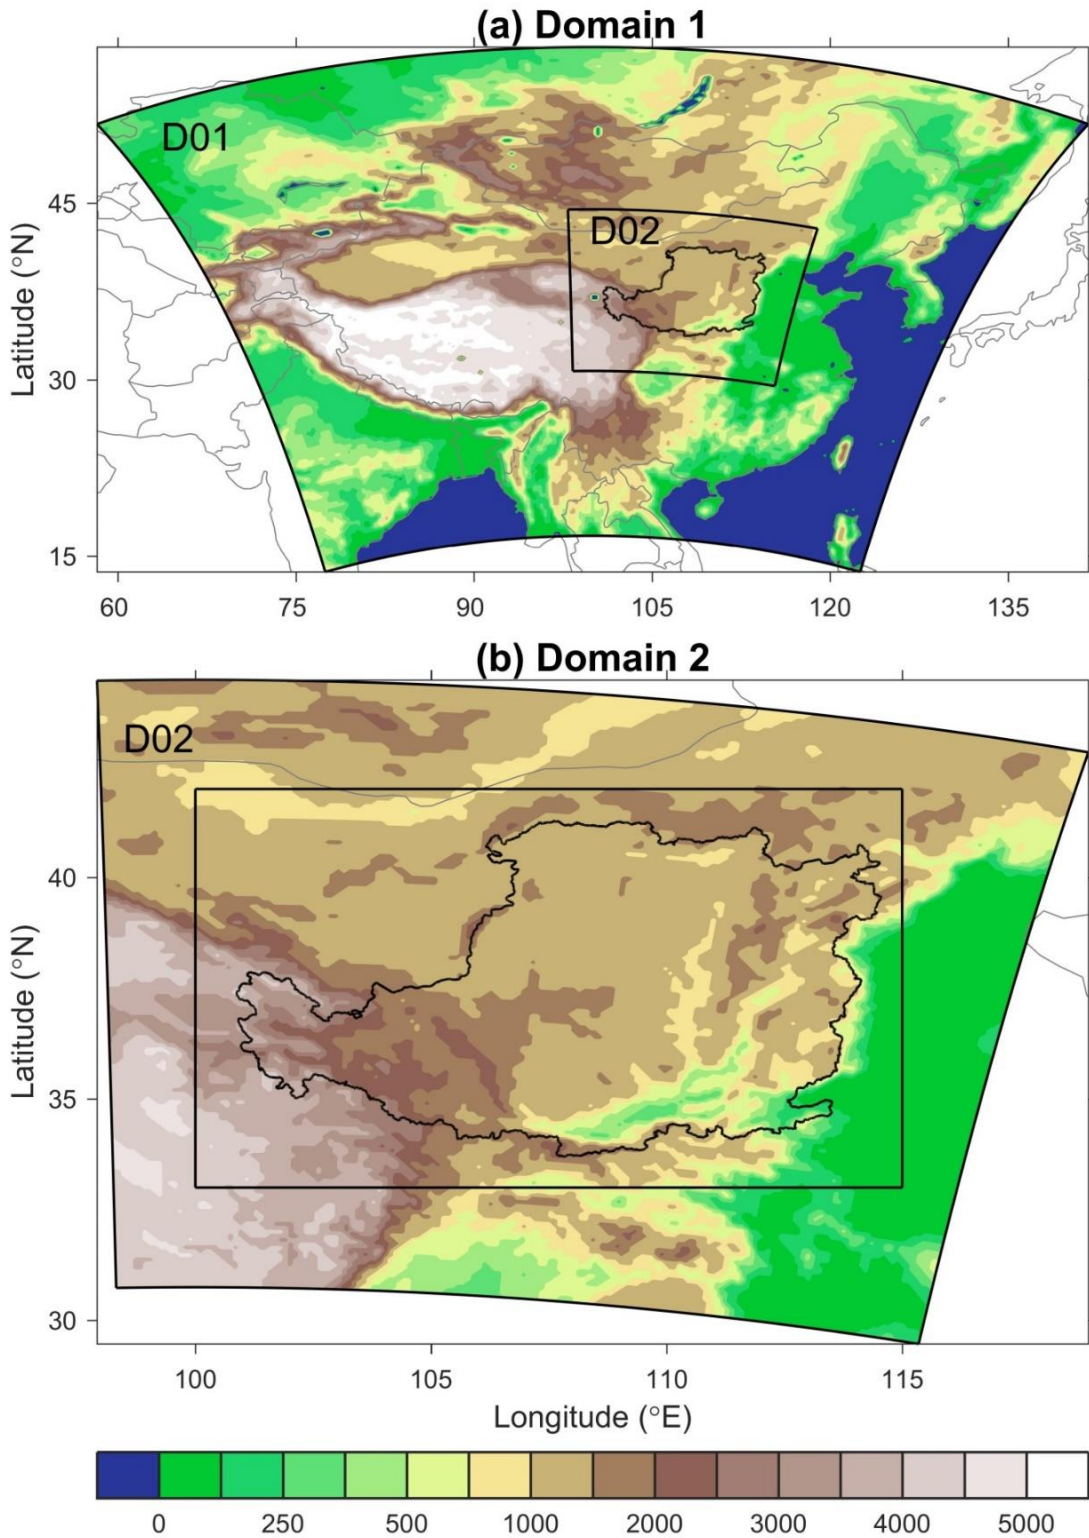 (a) Domain 1
D01
D02
Latitude (°N)
45
30
15
60 75 90 105 120 135
(b) Domain 2
D02
Latitude (°N)
40
35
30
100 105 110 115
Longitude (°E)
0 250 500 1000 2000 3000 4000 5000